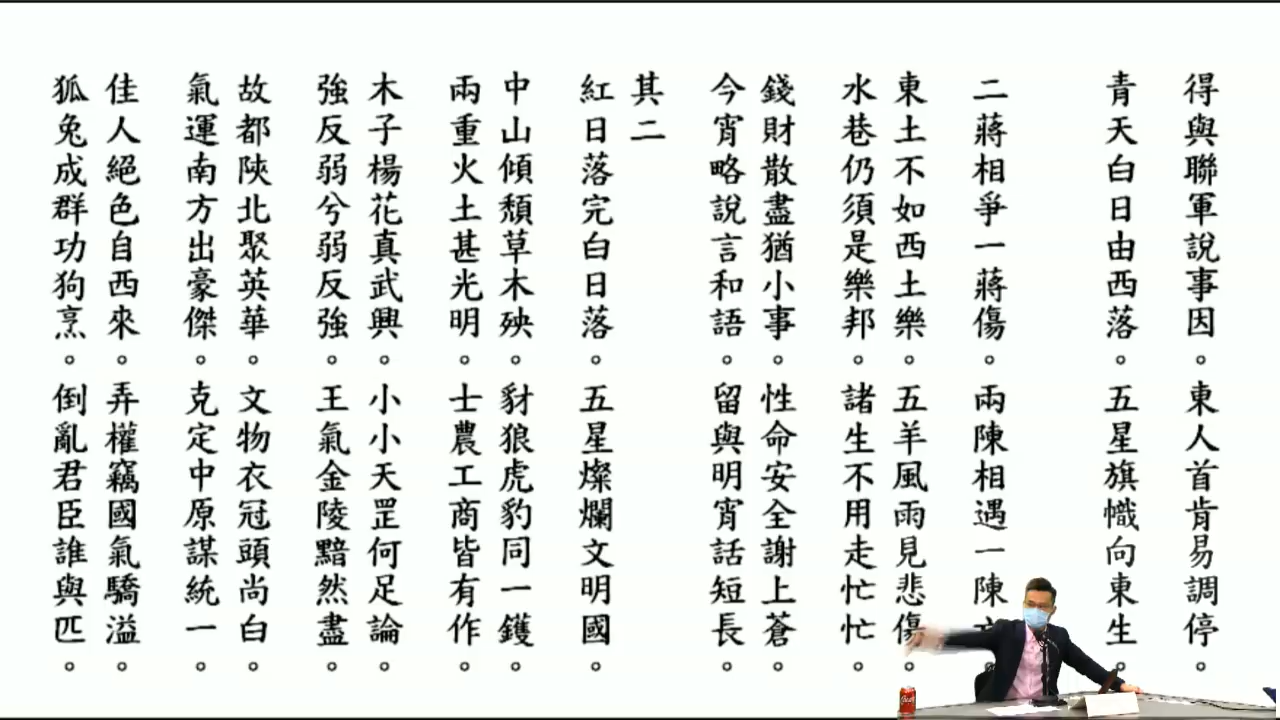 得與聯軍說事因。東人首肯易調停。
青天白日由西落。五星旗幟向東生。
二蔣相爭一蔣傷。兩陳相遇一陳
東土不如西土樂。五羊風雨見悲傷。
水巷仍須是樂邦。諸生不用走忙忙。
錢財散盡猶小事。性命安全謝上蒼。
今宵略說言和語。留與明宵話短長。
其二
紅日落完白日落。五星燦爛文明國。
中山傾頹草木殃。豺狼虎豹同一鑊。
兩重火土甚光明。士農工商皆有作。
木子楊花真武興。小小天罡何足論。
強反弱兮弱反強。王氣金陵黯然盡。
故都陝北聚英華。文物衣冠頭尚白。
氣運南方出豪傑。克定中原謀統一。
佳人絕色自西來。弄權竊國氣驕溢。
狐兔成群功狗烹。倒亂君臣誰與匹。